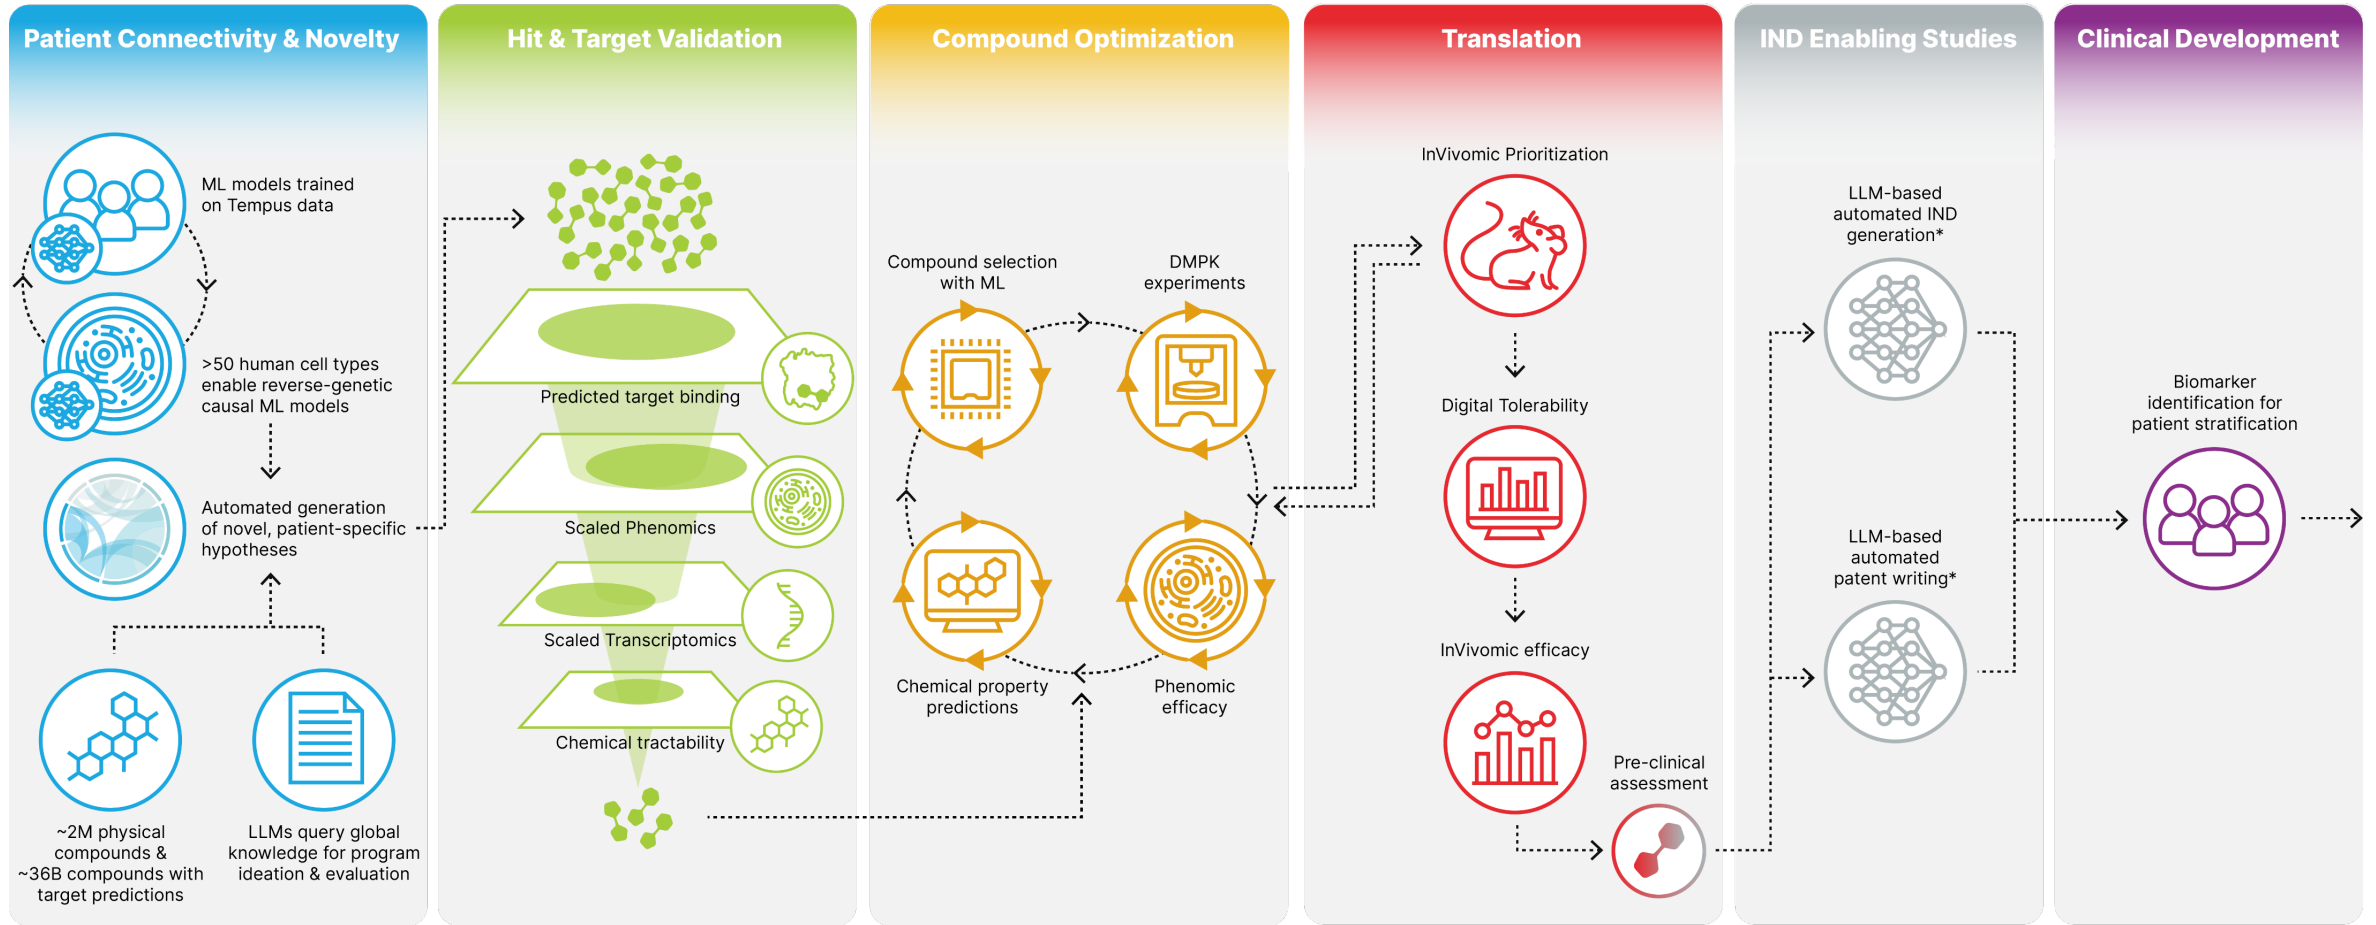 Patient Connectivity & Novelty
ML models trained
on Tempus data
>50 human cell types
enable reverse-genetic
causal ML models
Automated generation
of novel, patient-specific
hypotheses
~2M physical
compounds &
~36B compounds with
target predictions
LLMs query global
knowledge for program
ideation & evaluation
Hit & Target Validation
Predicted target binding
Scaled Phenomics
Scaled Transcriptomics
Chemical tractability
Compound Optimization
Compound selection
with ML
DMPK
experiments
Chemical property
predictions
Phenomic
efficacy
Translation
InVivomic Prioritization
Digital Tolerability
InVivomic efficacy
Pre-clinical
assessment
IND Enabling Studies
LLM-based
automated IND
generation*
LLM-based
automated
patent writing*
Clinical Development
Biomarker
identification for
patient stratification